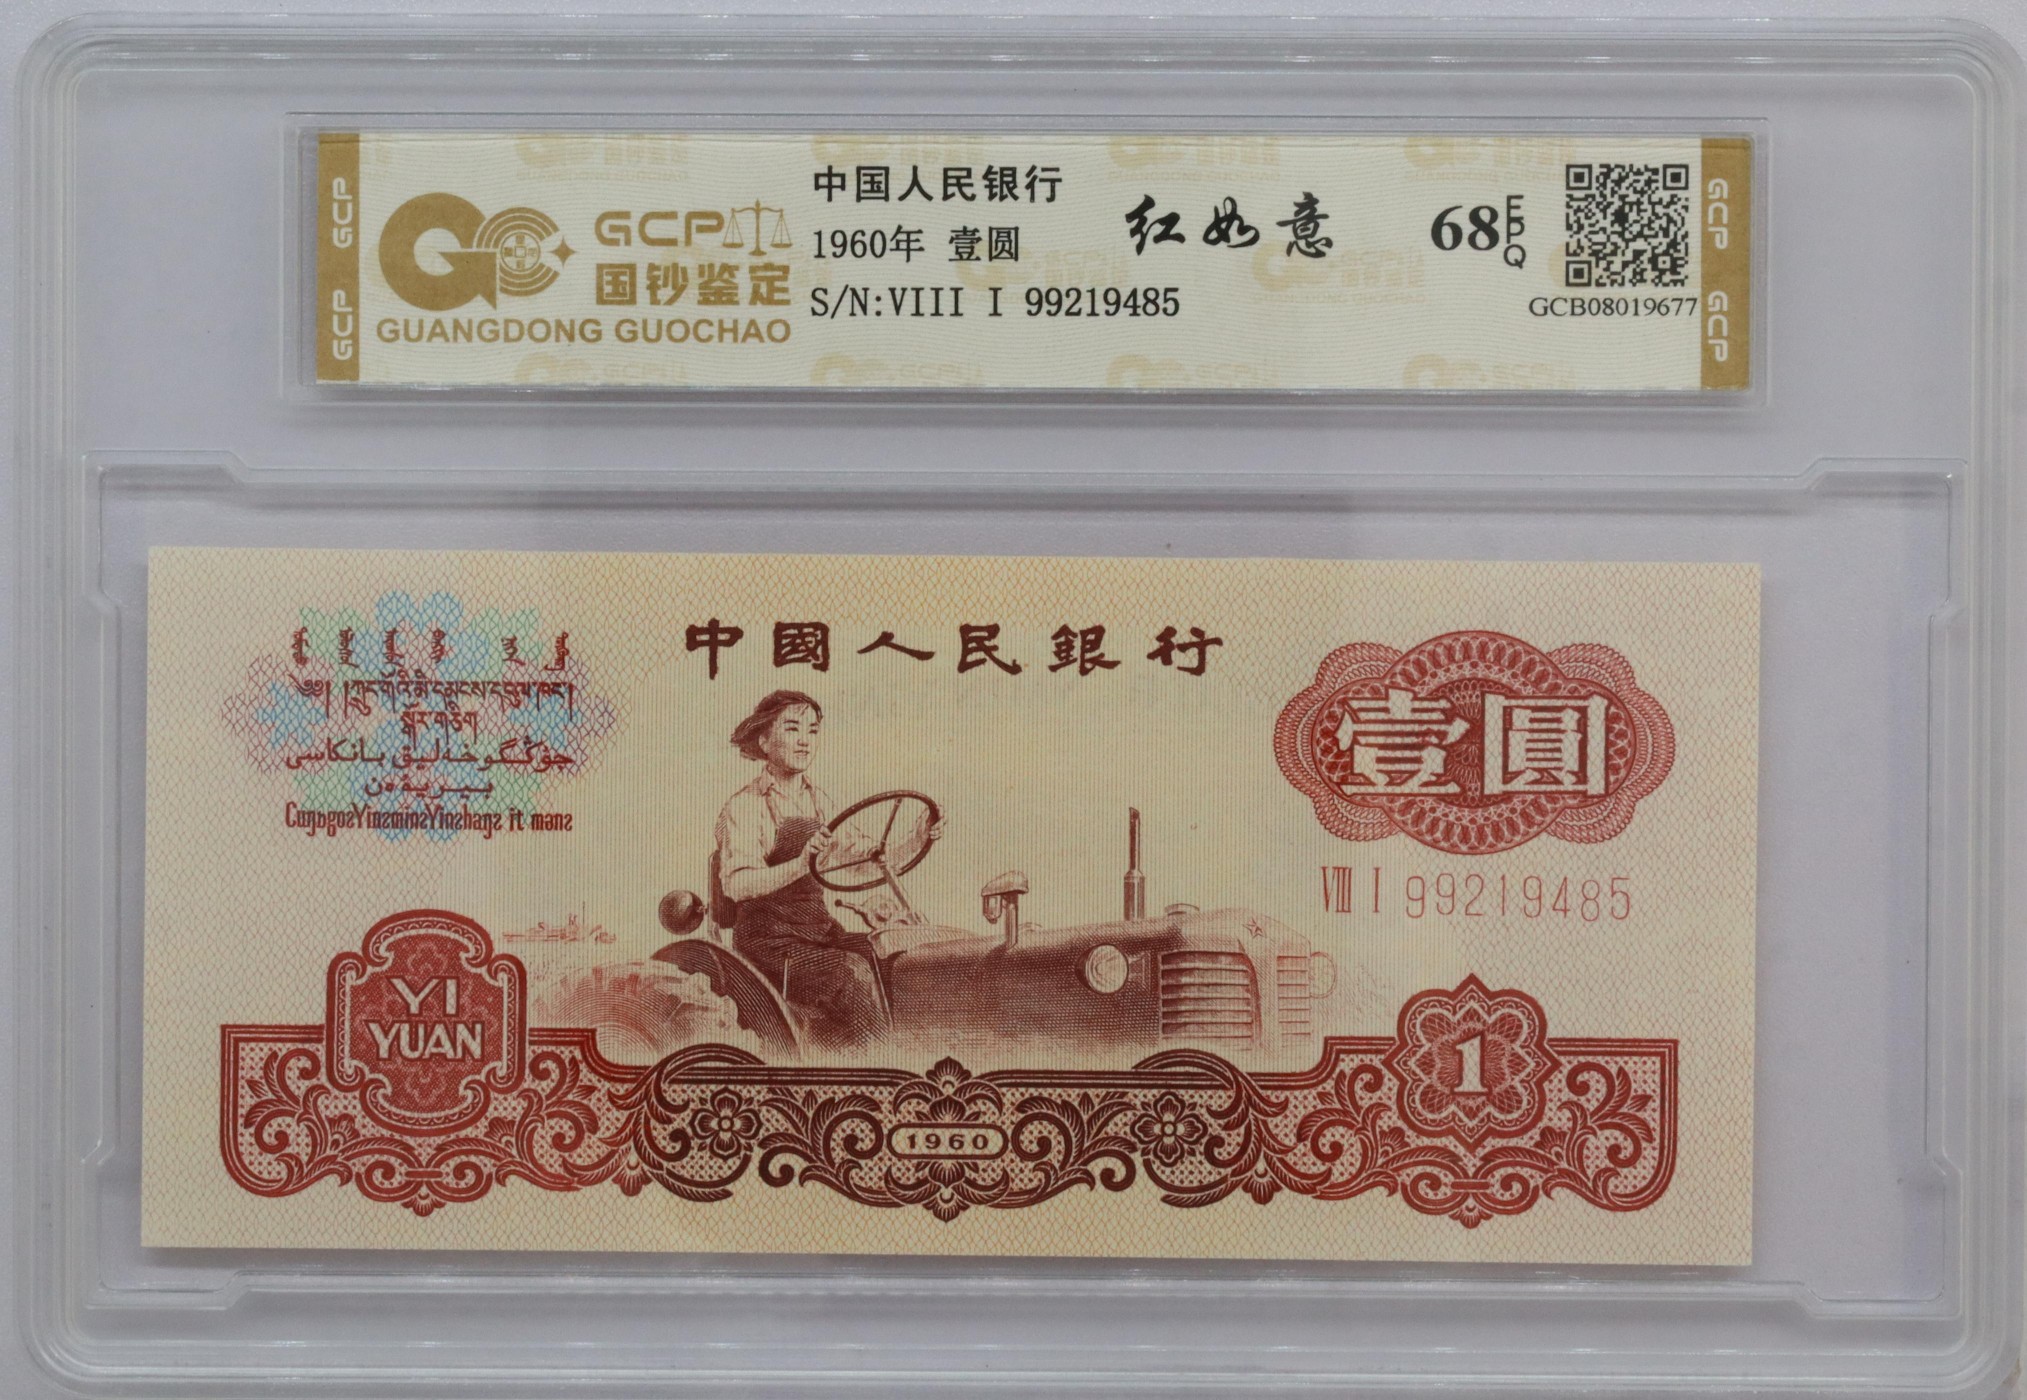 GCP GCP
GCP
国钞鉴定
GUANGDONG GUOCHAO
中国人民银行
1960年 壹圆
S/N:VIII I 99219485
红如意
68 EPQ
GCB08019677
GCP GCP
中國人民銀行
壹圓
VIII I 99219485
YI
YUAN
1
1960